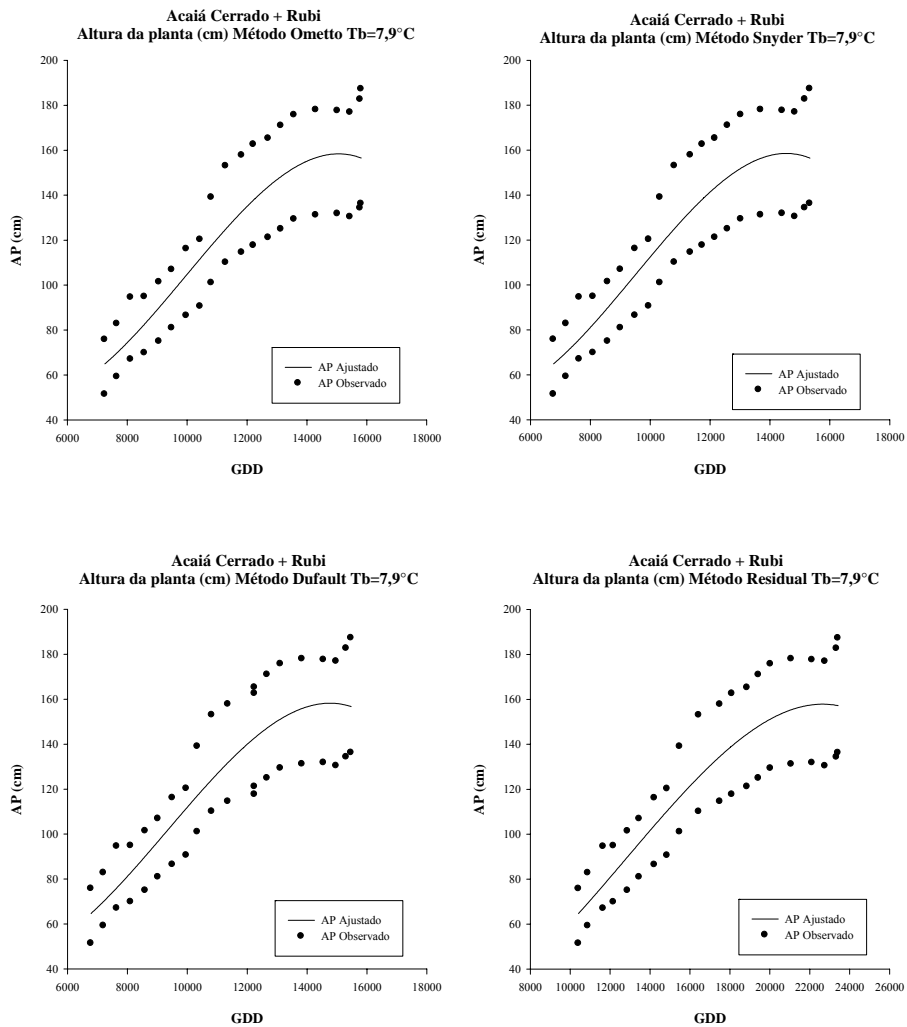 Acaiá Cerrado + Rubi
Altura da planta (cm) Método Ometto Tb=7,9°C
200
180
160
140
120
100
80
60
40
AP (cm)
6000 8000 10000 12000 14000 16000 18000
GDD
AP Ajustado
AP Observado
Acaiá Cerrado + Rubi
Altura da planta (cm) Método Snyder Tb=7,9°C
200
180
160
140
120
100
80
60
40
AP (cm)
6000 8000 10000 12000 14000 16000 18000
GDD
AP Ajustado
AP Observado
Acaiá Cerrado + Rubi
Altura da planta (cm) Método Dufault Tb=7,9°C
200
180
160
140
120
100
80
60
40
AP (cm)
6000 8000 10000 12000 14000 16000 18000
GDD
AP Ajustado
AP Observado
Acaiá Cerrado + Rubi
Altura da planta (cm) Método Residual Tb=7,9°C
200
180
160
140
120
100
80
60
40
AP (cm)
8000 10000 12000 14000 16000 18000 20000 22000 24000 26000
GDD
AP Ajustado
AP Observado